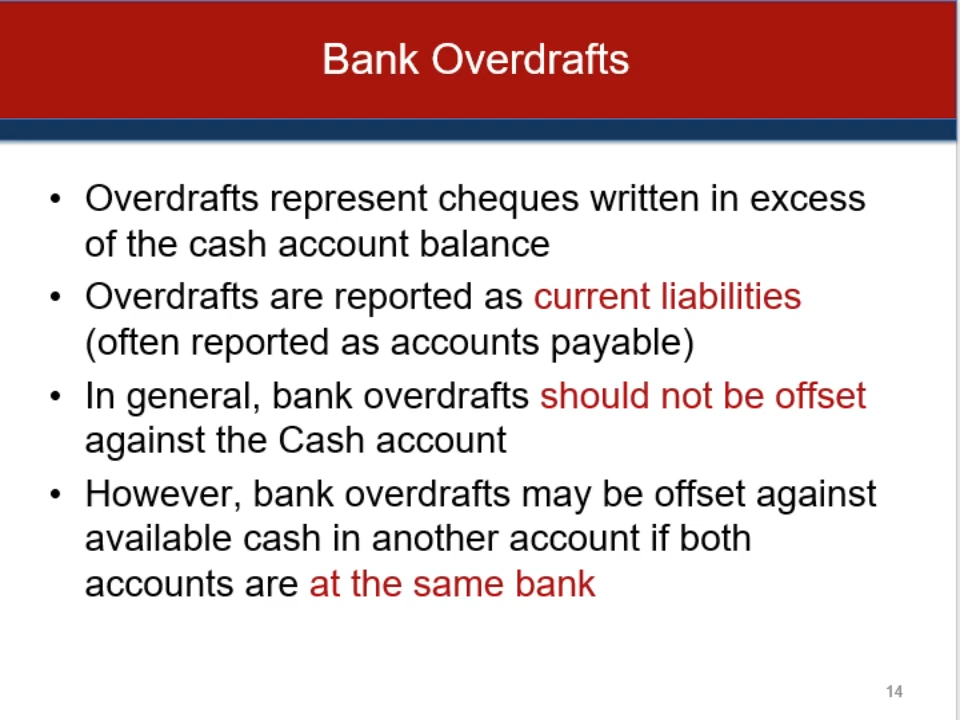 Bank Overdrafts
• Overdrafts represent cheques written in excess
of the cash account balance
• Overdrafts are reported as current liabilities
(often reported as accounts payable)
• In general, bank overdrafts should not be offset
against the Cash account
• However, bank overdrafts may be offset against
available cash in another account if both
accounts are at the same bank
14